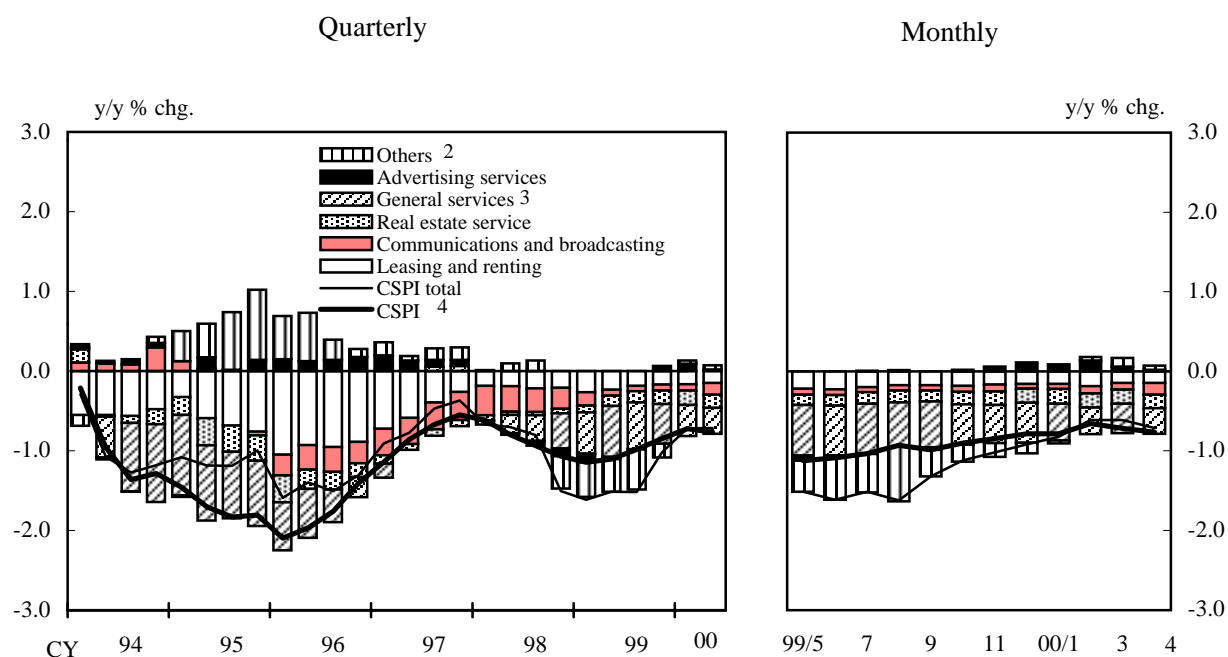 Quarterly
Monthly
y/y % chg.
y/y % chg.
3.0
2.0
1.0
0.0
-1.0
-2.0
-3.0
Others 2
Advertising services
General services 3
Real estate service
Communications and broadcasting
Leasing and renting
CSPI total
CSPI 4
3.0
2.0
1.0
0.0
-1.0
-2.0
-3.0
CY 94 95 96 97 98 99 00
99/5 7 9 11 00/1 3 4